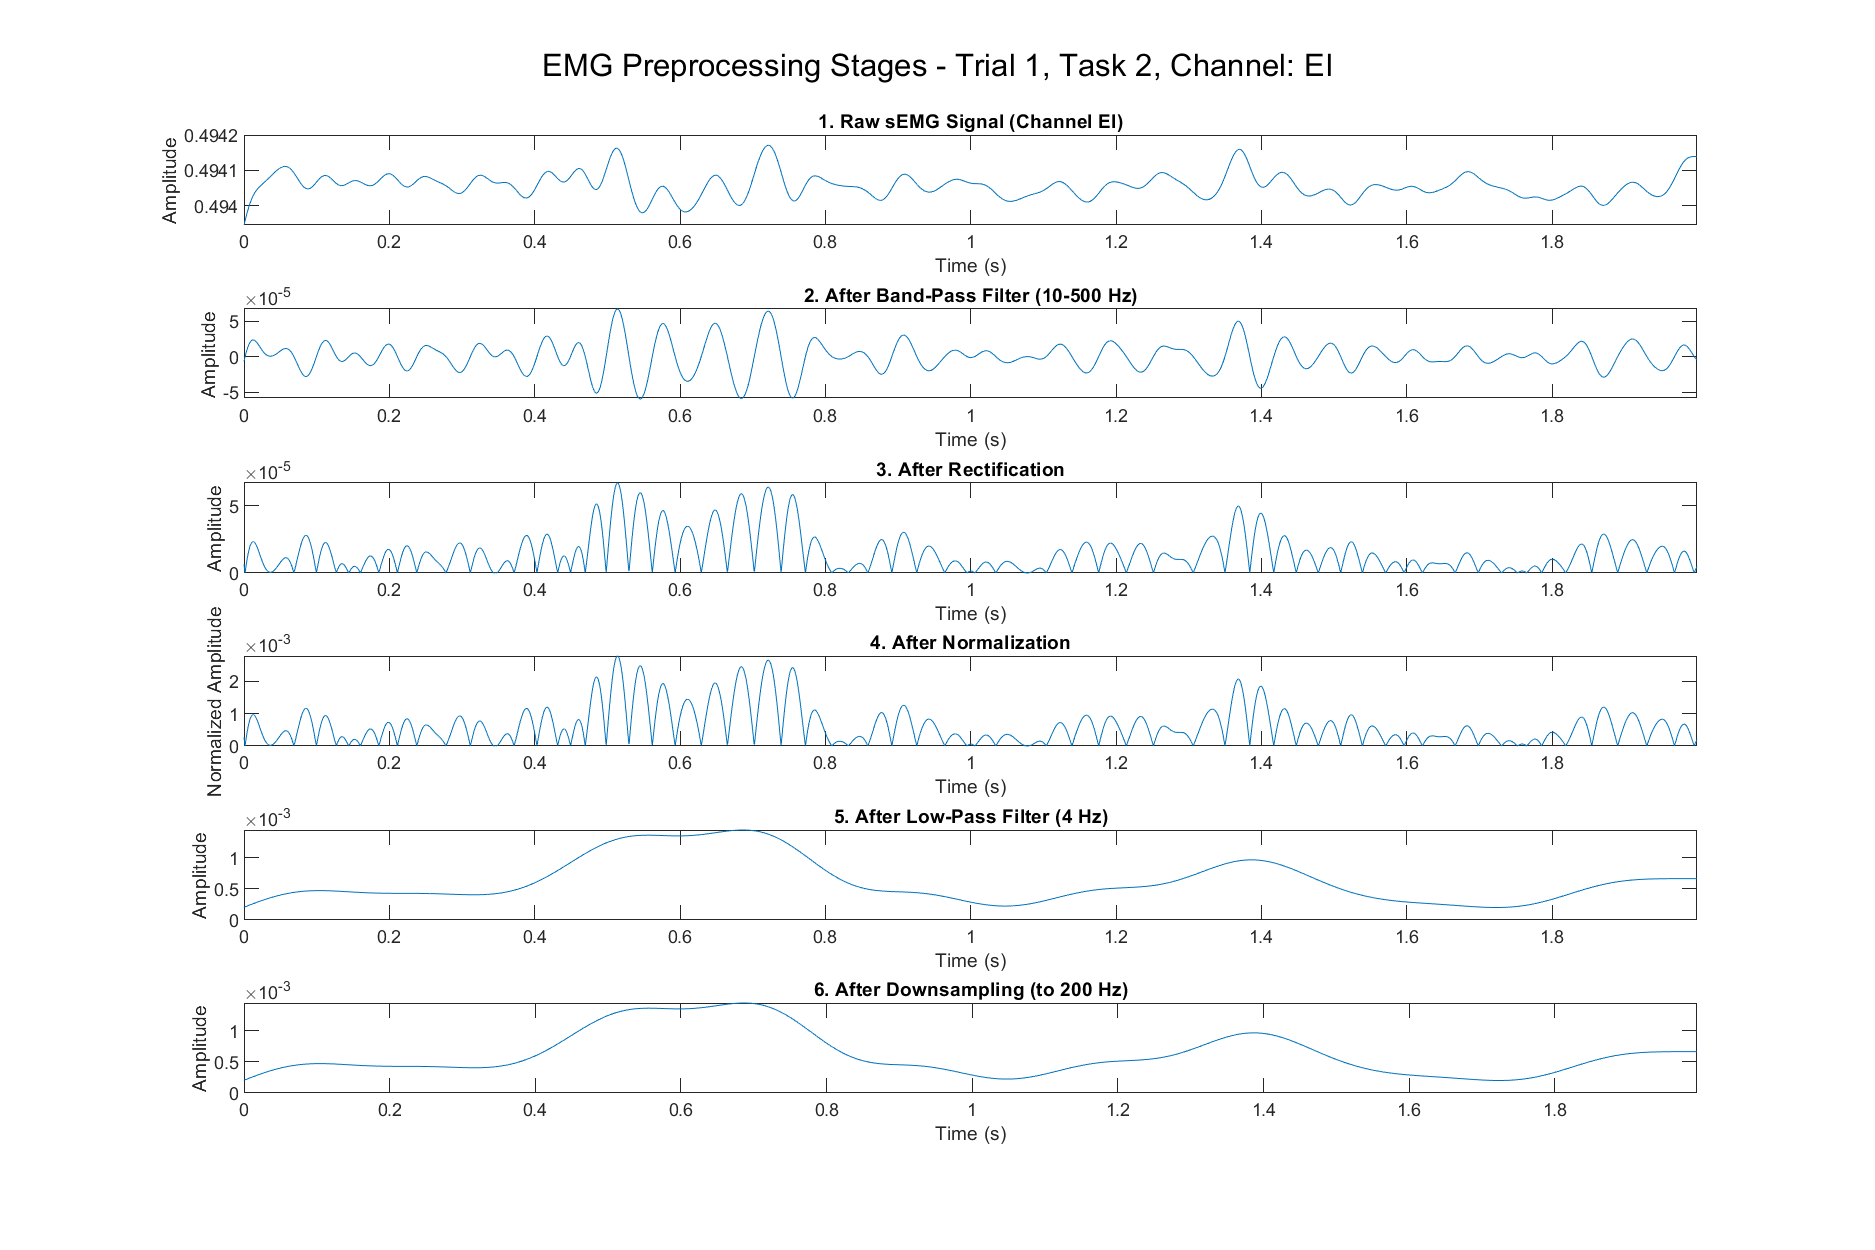 EMG Preprocessing Stages - Trial 1, Task 2, Channel: EI
1. Raw sEMG Signal (Channel EI)
Amplitude
0.4942
0.4941
0.494
0 0.2 0.4 0.6 0.8 1 1.2 1.4 1.6 1.8
Time (s)
2. After Band-Pass Filter (10-500 Hz)
×10-5
Amplitude
5
0
-5
0 0.2 0.4 0.6 0.8 1 1.2 1.4 1.6 1.8
Time (s)
3. After Rectification
×10-5
Amplitude
5
0
0 0.2 0.4 0.6 0.8 1 1.2 1.4 1.6 1.8
Time (s)
4. After Normalization
×10-3
Normalized Amplitude
2
1
0
0 0.2 0.4 0.6 0.8 1 1.2 1.4 1.6 1.8
Time (s)
5. After Low-Pass Filter (4 Hz)
×10-3
Amplitude
1
0.5
0
0 0.2 0.4 0.6 0.8 1 1.2 1.4 1.6 1.8
Time (s)
6. After Downsampling (to 200 Hz)
×10-3
Amplitude
1
0.5
0
0 0.2 0.4 0.6 0.8 1 1.2 1.4 1.6 1.8
Time (s)